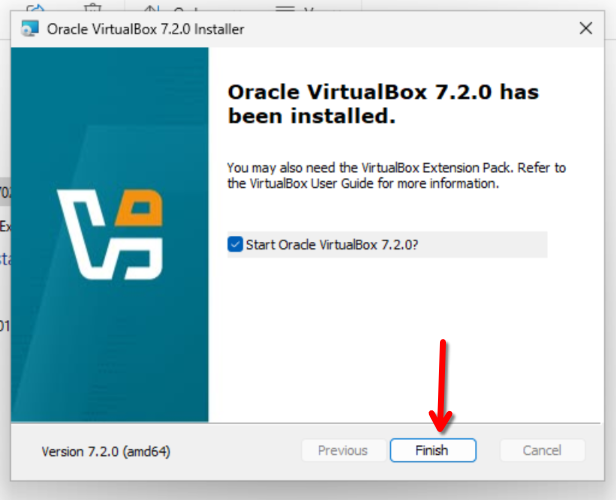 Oracle VirtualBox 7.2.0 Installer
Oracle VirtualBox 7.2.0 has
been installed.
You may also need the VirtualBox Extension Pack. Refer to
the VirtualBox User Guide for more information.
Start Oracle VirtualBox 7.2.0?
Version 7.2.0 (amd64)
Previous
Finish
Cancel